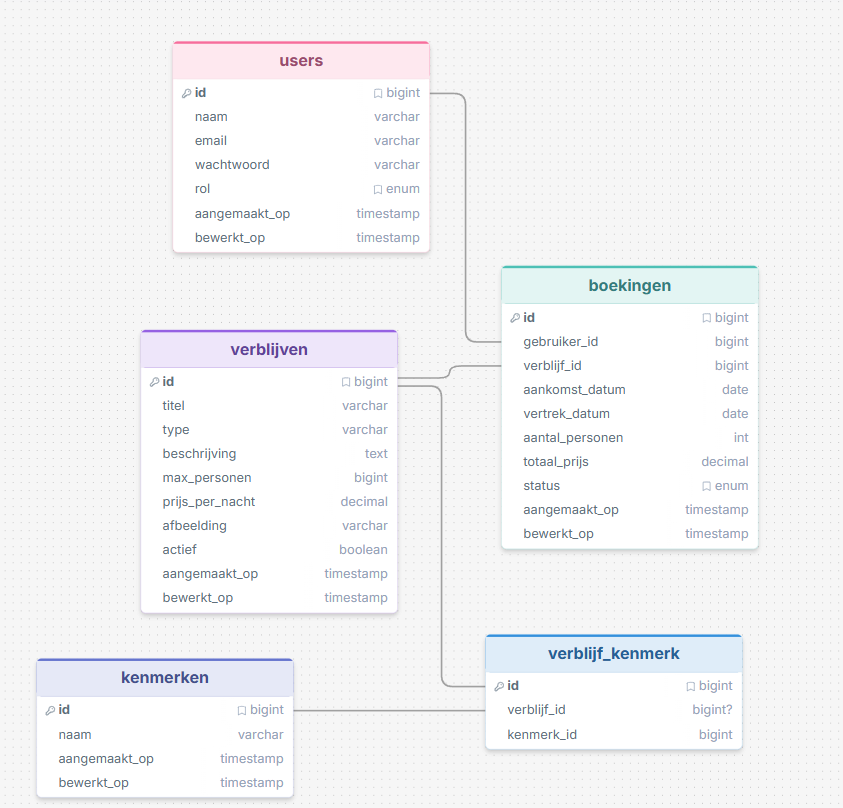 users
id bigint
naam varchar
email varchar
wachtwoord varchar
rol enum
aangemaakt_op timestamp
bewerkt_op timestamp
boekingen
id bigint
gebruiker_id bigint
verblijf_id bigint
aankomst_datum date
vertrek_datum date
aantal_personen int
totaal_prijs decimal
status enum
aangemaakt_op timestamp
bewerkt_op timestamp
verblijven
id bigint
titel varchar
type varchar
beschrijving text
max_personen bigint
prijs_per_nacht decimal
afbeelding varchar
actief boolean
aangemaakt_op timestamp
bewerkt_op timestamp
verblijf_kenmerk
id bigint
verblijf_id bigint?
kenmerk_id bigint
kenmerken
id bigint
naam varchar
aangemaakt_op timestamp
bewerkt_op timestamp